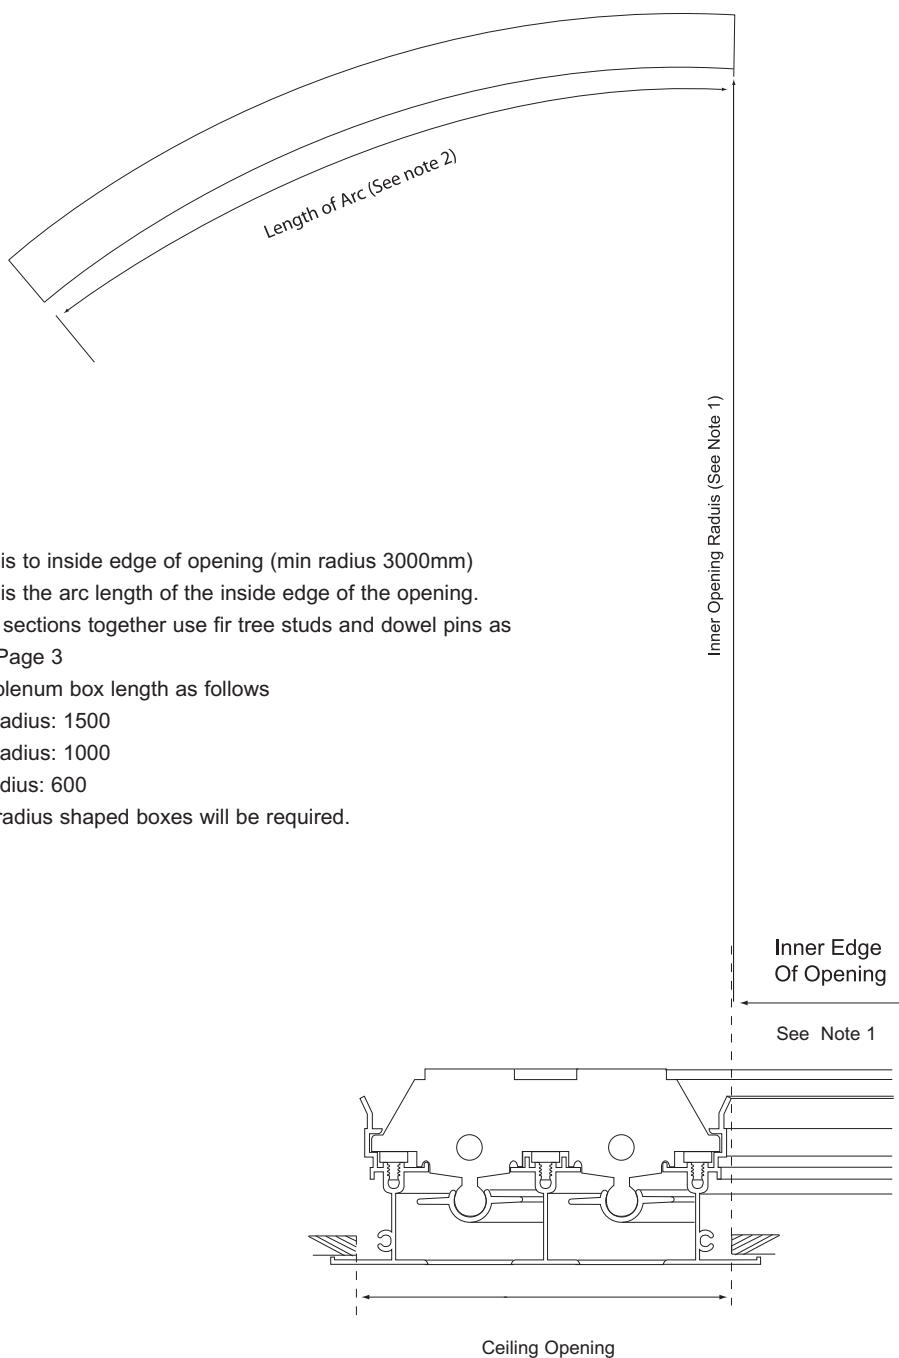 Length of Arc (See note 2)
Inner Opening Raduis (See Note 1)
is to inside edge of opening (min radius 3000mm)
is the arc length of the inside edge of the opening.
sections together use fir tree studs and dowel pins as
Page 3
plenum box length as follows
adius: 1500
adius: 1000
dius: 600
radius shaped boxes will be required.
Inner Edge
Of Opening
See Note 1
Ceiling Opening